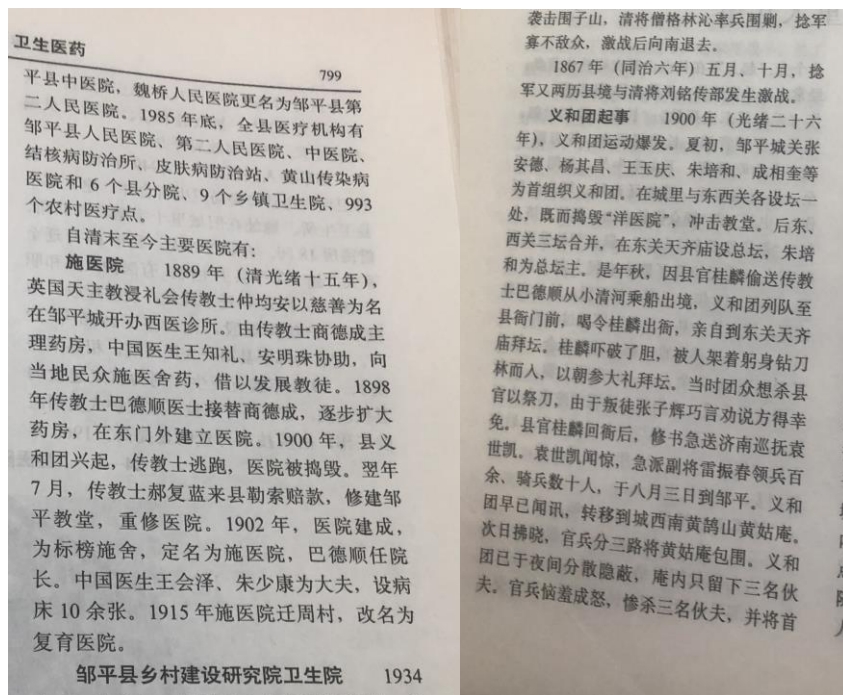 卫生医药
799
平县中医院，魏桥人民医院更名为邹平县第
二人民医院。1985年底，全县医疗机构有
邹平县人民医院、第二人民医院、中医院、
结核病防治所、皮肤病防治站、黄山传染病
医院和6个县分院、9个乡镇卫生院、993
个农村医疗点。
自清末至今主要医院有：
施医院 1889年（清光绪十五年），
英国天主教浸礼会传教士仲均安以慈善为名
在邹平城开办西医诊所。由传教士商德成主
理药房，中国医生王知礼、安明珠协助，向
当地民众施医舍药，借以发展教徒。1898
年传教士巴德顺医士接替商德成，逐步扩大
药房，在东门外建立医院。1900年，县义
和团兴起，传教士逃跑，医院被捣毁。翌年
7月，传教士郝复蓝来县勒索赔款，修建邹
平教堂，重修医院。1902年，医院建成，
为标榜施舍，定名为施医院，巴德顺任院
长。中国医生王会泽、朱少康为大夫，设病
床10余张。1915年施医院迁周村，改名为
复育医院。
邹平县乡村建设研究院卫生院 1934
袭击围子山，清将僧格林沁率兵围剿，捻军
寡不敌众，激战后向南退去。
1867年（同治六年）五月、十月，捻
军又两历县境与清将刘铭传部发生激战。
义和团起事 1900年（光绪二十六
年），义和团运动爆发。夏初，邹平城关张
安德、杨其昌、王玉庆、朱培和、成相奎等
为首组织义和团。在城里与东西关各设坛一
处，既而捣毁“洋医院”，冲击教堂。后东、
西关三坛合并，在东关天齐庙设总坛，朱培
和为总坛主。是年秋，因县官桂麟偷送传教
士巴德顺从小清河乘船出境，义和团列队至
县衙门前，喝令桂麟出衙，亲自到东关天齐
庙拜坛。桂麟吓破了胆，被人架着躬身钻刀
林而入，以朝参大礼拜坛。当时团众想杀县
官以祭刀，由于叛徒张子辉巧言劝说方得幸
免。县官桂麟回衙后，修书急送济南巡抚袁
世凯。袁世凯闻惊，急派副将雷振春领兵百
余、骑兵数十人，于八月三日到邹平。义和
团早已闻讯，转移到城西南黄鹄山黄姑庵。
次日拂晓，官兵分三路将黄姑庵包围。义和
团已于夜间分散隐蔽，庵内只留下三名伙
夫。官兵恼羞成怒，惨杀三名伙夫，并将首